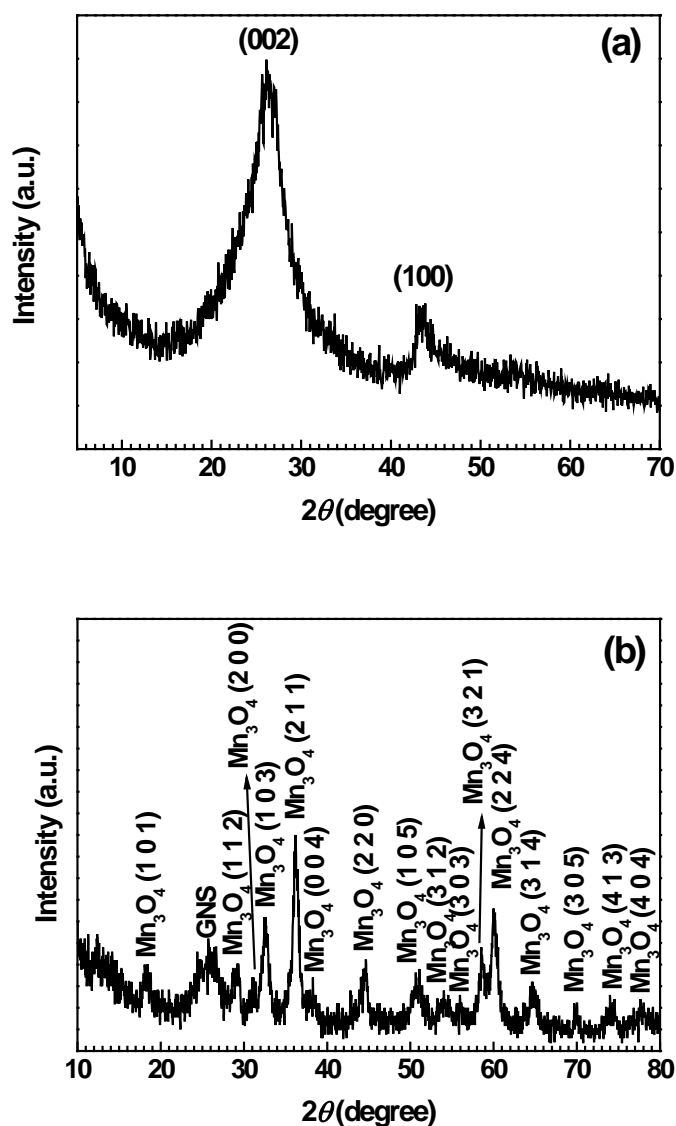 (a)
(002)
(100)
Intensity (a.u.)
10 20 30 40 50 60 70
2θ (degree)
(b)
Mn₃O₄ (1 0 1)
GNS
Mn₃O₄ (1 1 2)
Mn₃O₄ (2 0 0)
Mn₃O₄ (1 0 3)
Mn₃O₄ (2 1 1)
Mn₃O₄ (0 0 4)
Mn₃O₄ (2 2 0)
Mn₃O₄ (1 0 5)
Mn₃O₄ (3 1 2)
Mn₃O₄ (3 0 3)
Mn₃O₄ (3 2 1)
Mn₃O₄ (2 2 4)
Mn₃O₄ (3 1 4)
Mn₃O₄ (3 0 5)
Mn₃O₄ (4 1 3)
Mn₃O₄ (4 0 4)
Intensity (a.u.)
10 20 30 40 50 60 70 80
2θ (degree)